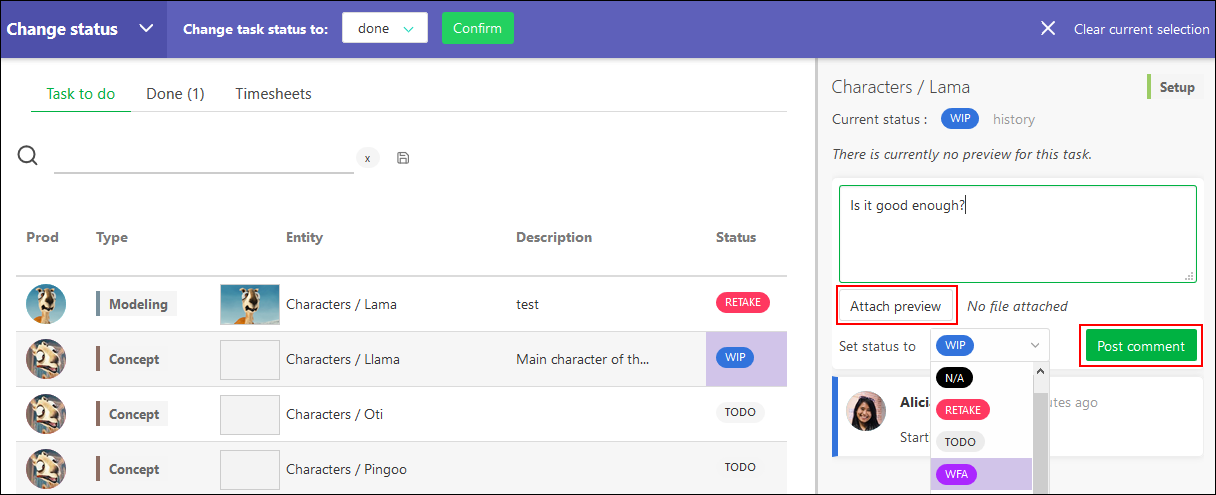 Change status Change task status to: done Confirm Clear current selection
Task to do Done (1) Timesheets
x
Prod Type Entity Description Status
Modeling Characters / Lama test RETAKE
Concept Characters / Llama Main character of th... WIP
Concept Characters / Oti TODO
Concept Characters / Pingoo TODO
Characters / Lama Setup
Current status : WIP history
There is currently no preview for this task.
Is it good enough?
Attach preview No file attached
Set status to WIP Post comment
N/A
RETAKE
TODO
WFA
Alicia utes ago
Start